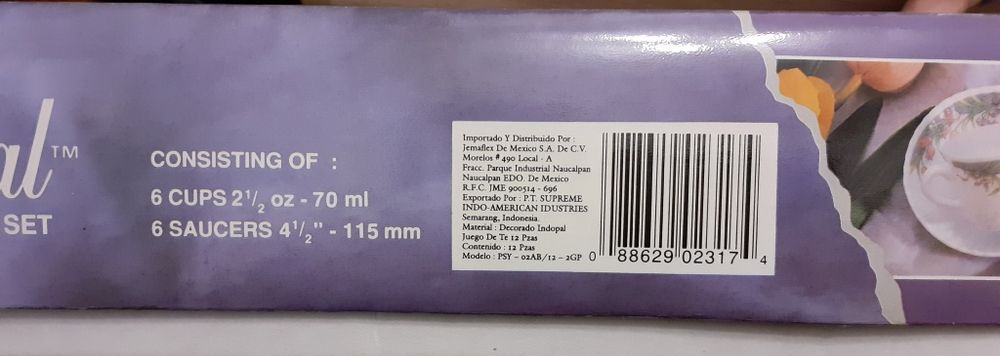 al™
SET
CONSISTING OF :
6 CUPS 2 1/2 oz - 70 ml
6 SAUCERS 4 1/2" - 115 mm
Importado Y Distribuido Por :
Jemaflex De Mexico S.A. De C.V.
Morelos # 490 Local - A
Fracc. Parque Industrial Naucalpan
Naucalpan EDO. De Mexico
R.F.C. JME 900514 - 696
Exportado Por : P.T. SUPREME
INDO-AMERICAN IDUSTRIES
Semarang, Indonesia.
Material : Decorado Indopal
Juego De Te 12 Pzas
Contenido : 12 Pzas
Modelo : PSY - 02AB/12 - 2GP
0 88629 02317 4